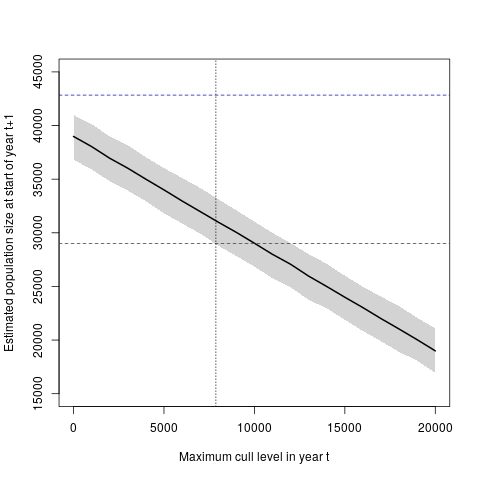 Estimated population size at start of year t+1
45000
40000
35000
30000
25000
20000
15000
0 5000 10000 15000 20000
Maximum cull level in year t